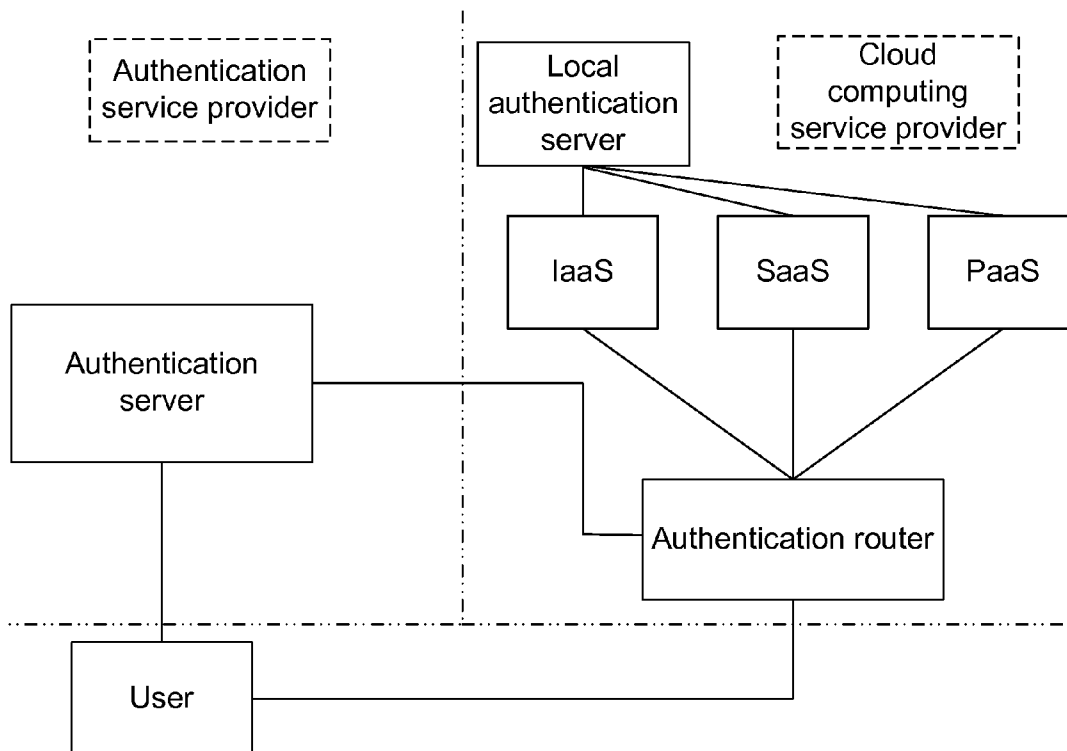 Authentication
service provider
Local
authentication
server
Cloud
computing
service provider
IaaS
SaaS
PaaS
Authentication
server
Authentication router
User